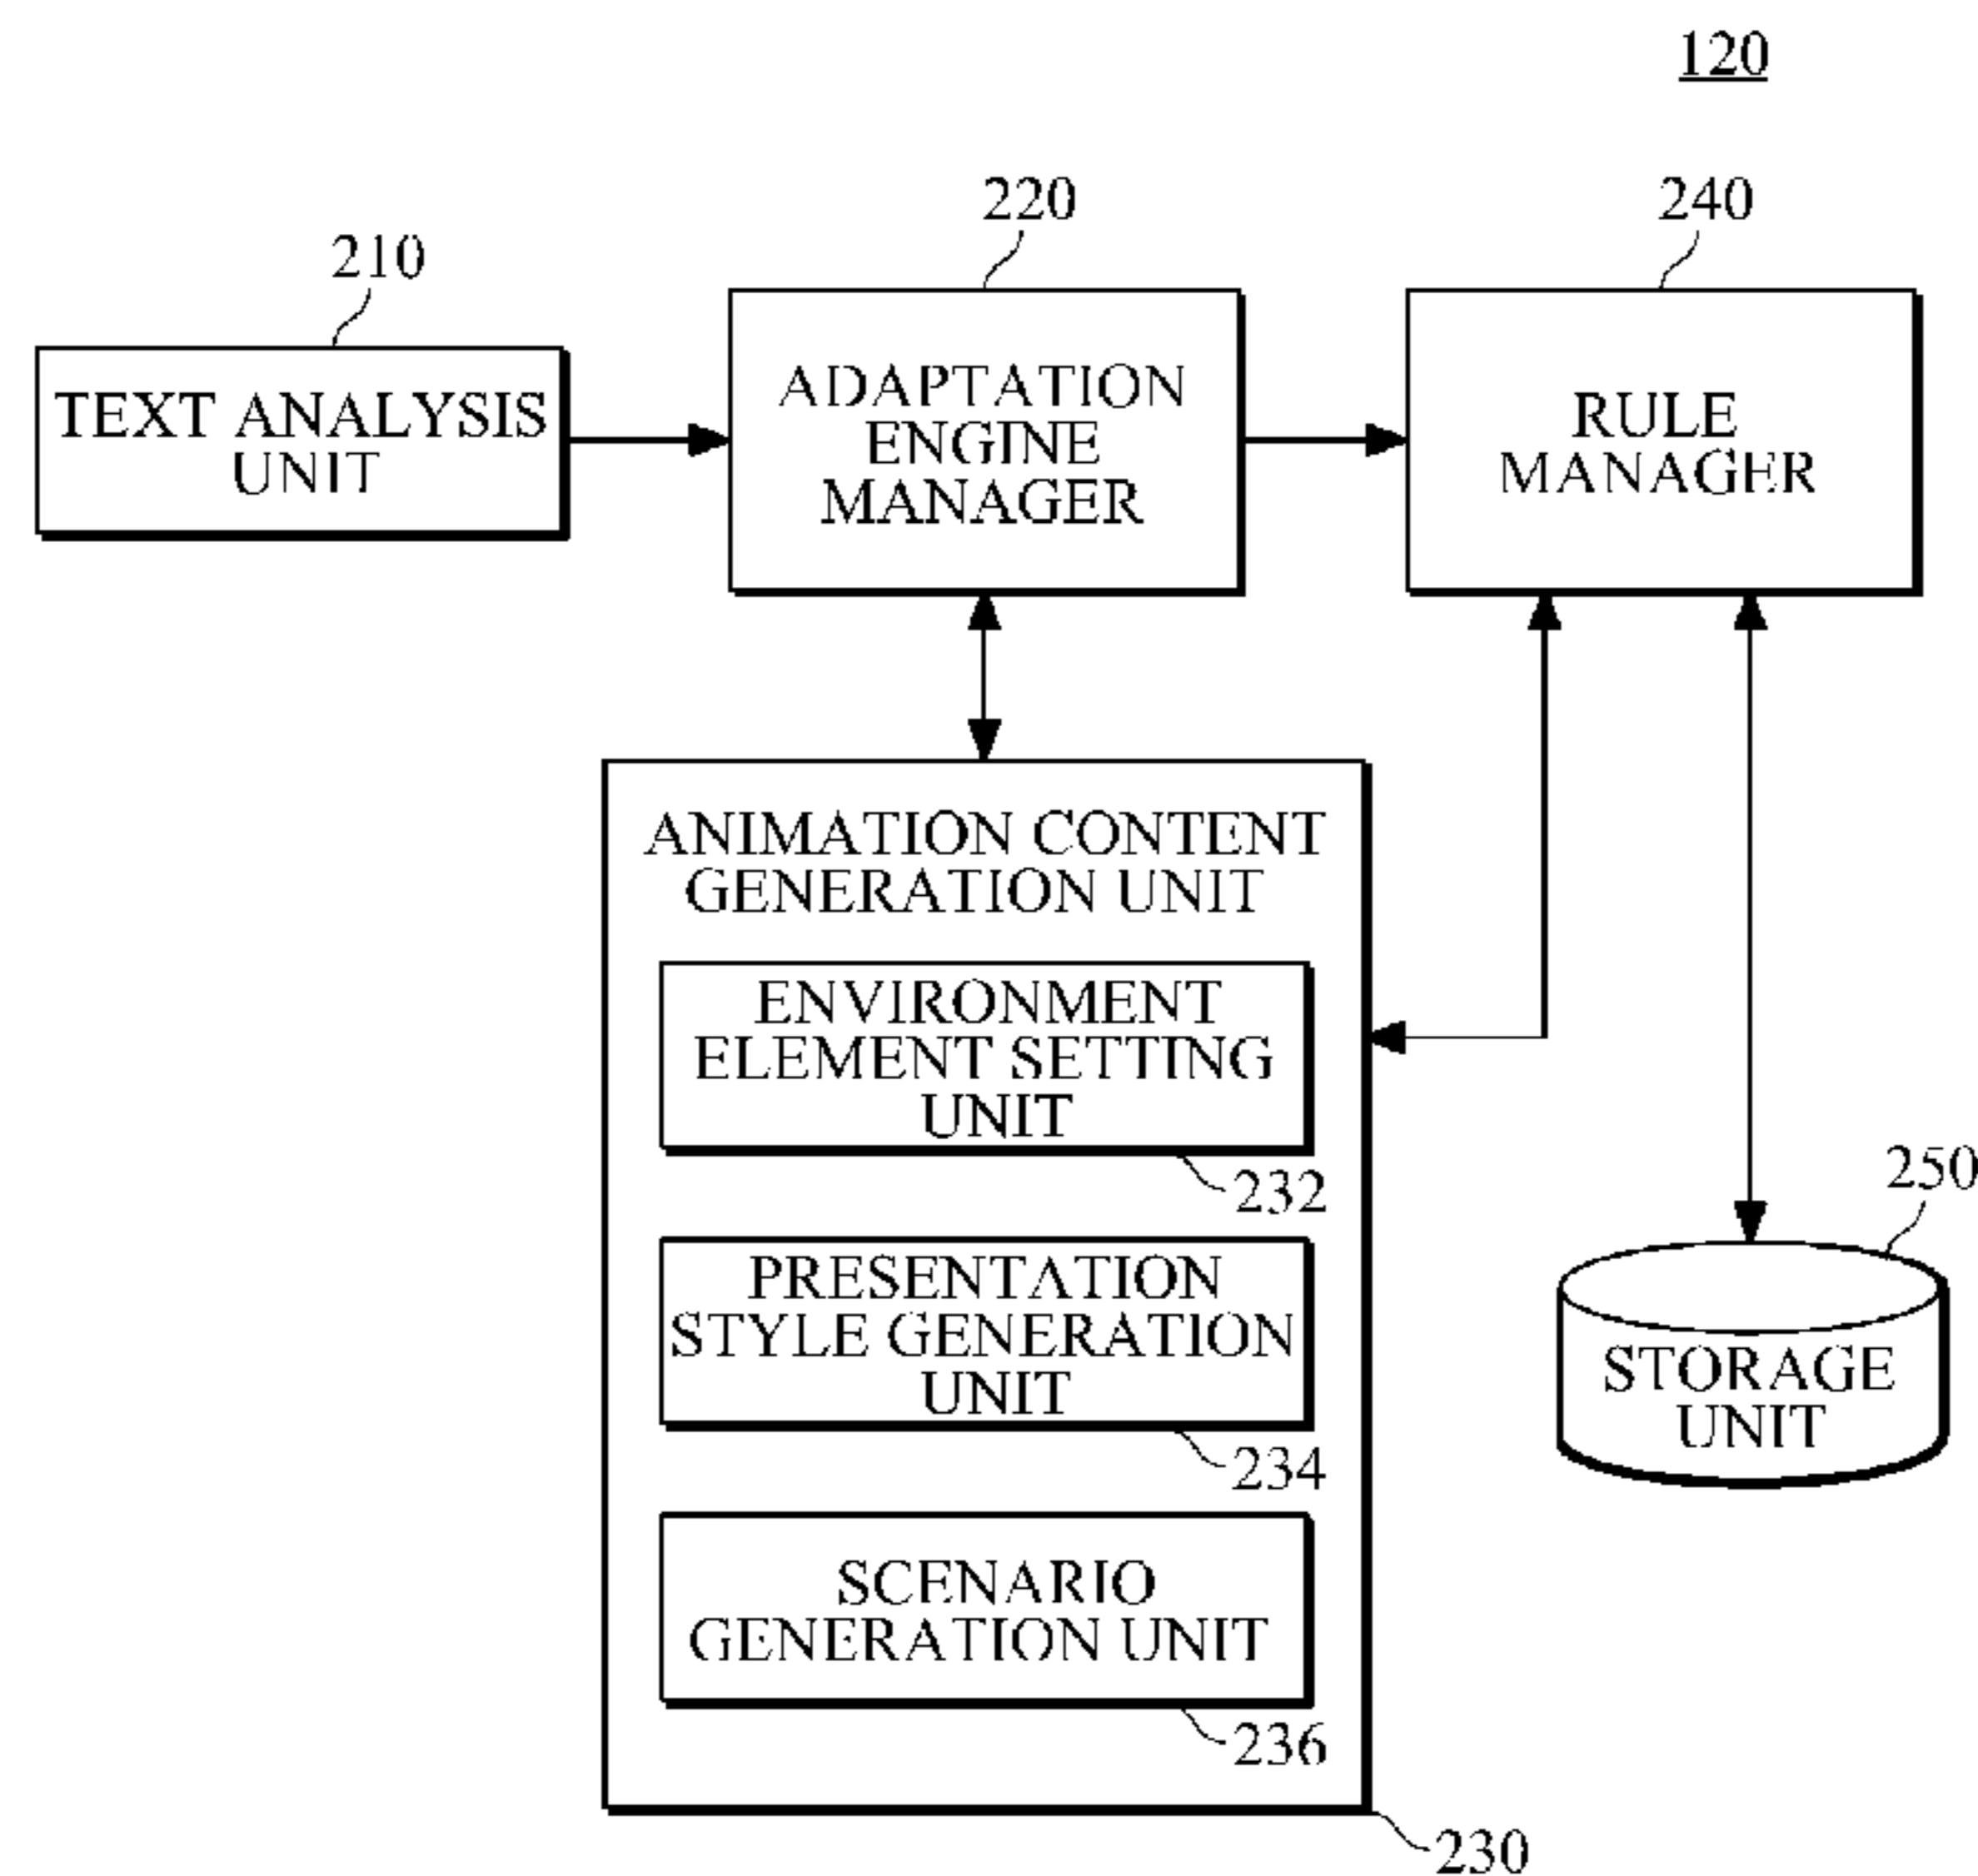 120
220
240
210
TEXT ANALYSIS
UNIT
ADAPTATION
ENGINE
MANAGER
RULE
MANAGER
ANIMATION CONTENT
GENERATION UNIT
ENVIRONMENT
ELEMENT SETTING
UNIT
232
PRESENTATION
STYLE GENERATION
UNIT
234
SCENARIO
GENERATION UNIT
236
230
250
STORAGE
UNIT